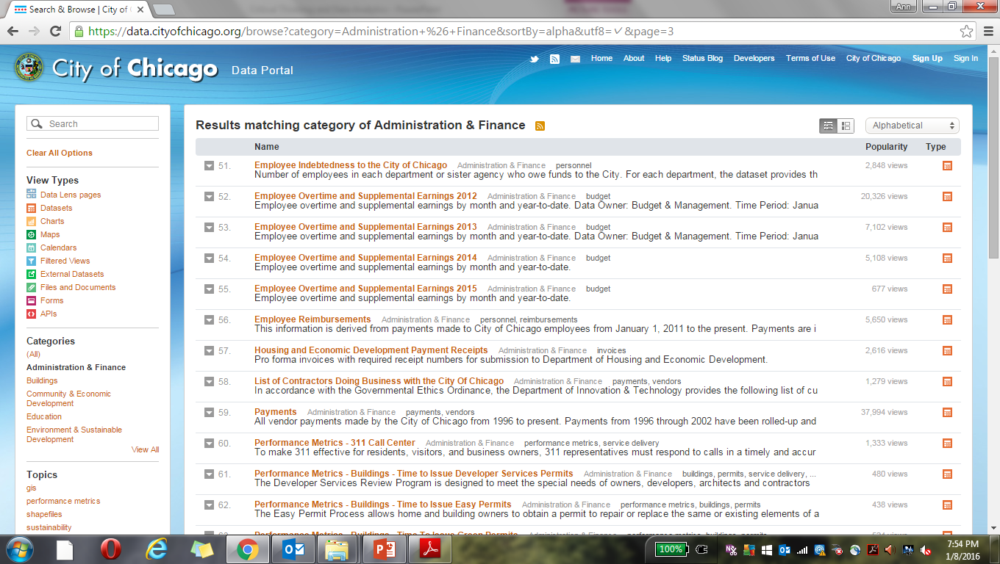 Search & Browse | City of C
Ann
https://data.cityofchicago.org/browse?category=Administration+%26+Finance&sortBy=alpha&utf8=✓&page=3
City of Chicago Data Portal
Home About Help Status Blog Developers Terms of Use City of Chicago Sign Up Sign In
Search
Clear All Options
View Types
Data Lens pages
Datasets
Charts
Maps
Calendars
Filtered Views
External Datasets
Files and Documents
Forms
APIs
Categories
(All)
Administration & Finance
Buildings
Community & Economic
Development
Education
Environment & Sustainable
Development
View All
Topics
gis
performance metrics
shapefiles
sustainability
Results matching category of Administration & Finance
Alphabetical
Name Popularity Type
51. Employee Indebtedness to the City of Chicago Administration & Finance personnel 2,848 views
Number of employees in each department or sister agency who owe funds to the City. For each department, the dataset provides th
52. Employee Overtime and Supplemental Earnings 2012 Administration & Finance budget 20,326 views
Employee overtime and supplemental earnings by month and year-to-date. Data Owner: Budget & Management. Time Period: Janua
53. Employee Overtime and Supplemental Earnings 2013 Administration & Finance budget 7,102 views
Employee overtime and supplemental earnings by month and year-to-date. Data Owner: Budget & Management. Time Period: Janua
54. Employee Overtime and Supplemental Earnings 2014 Administration & Finance budget 5,108 views
Employee overtime and supplemental earnings by month and year-to-date.
55. Employee Overtime and Supplemental Earnings 2015 Administration & Finance budget 677 views
Employee overtime and supplemental earnings by month and year-to-date.
56. Employee Reimbursements Administration & Finance personnel, reimbursements 5,650 views
This information is derived from payments made to City of Chicago employees from January 1, 2011 to the present. Payments are i
57. Housing and Economic Development Payment Receipts Administration & Finance invoices 2,616 views
Pro forma invoices with required receipt numbers for submission to Department of Housing and Economic Development.
58. List of Contractors Doing Business with the City Of Chicago Administration & Finance payments, vendors 1,279 views
In accordance with the Governmental Ethics Ordinance, the Department of Innovation & Technology provides the following list of cu
59. Payments Administration & Finance payments, vendors 37,994 views
All vendor payments made by the City of Chicago from 1996 to present. Payments from 1996 through 2002 have been rolled-up and
60. Performance Metrics - 311 Call Center Administration & Finance performance metrics, service delivery 1,333 views
To make 311 effective for residents, visitors, and business owners, 311 representatives must respond to calls in a timely and accur
61. Performance Metrics - Buildings - Time to Issue Developer Services Permits Administration & Finance buildings, permits, service delivery, ... 480 views
The Developer Services Review Program is designed to meet the special needs of owners, developers, architects and contractors
62. Performance Metrics - Buildings - Time to Issue Easy Permits Administration & Finance performance metrics, buildings, permits 438 views
The Easy Permit Process allows home and building owners to obtain a permit to repair or replace the same or existing elements of a
100%
7:54 PM
1/8/2016